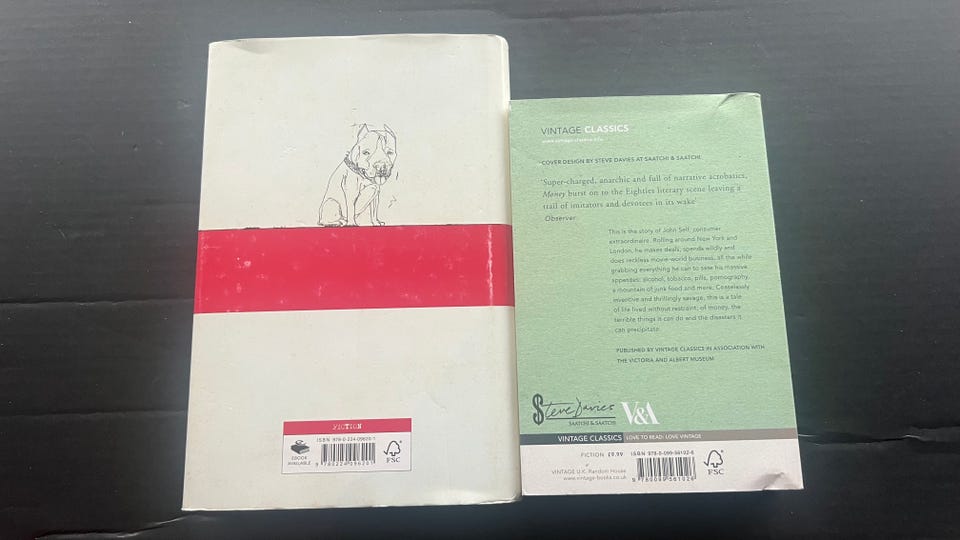 FICTION
ISBN 978-0-224-09620-1
EBOOK
AVAILABLE
9 780224 096201
FSC
VINTAGE CLASSICS
COVER DESIGN BY STEVE DAVIES AT SAATCHI & SAATCHI
'Super-charged, anarchic and full of narrative acrobatics,
Money burst on to the Eighties literary scene leaving a
trail of imitators and devotees in its wake'
Observer
This is the story of John Self, consumer
extraordinaire. Rolling around New York and
London, he makes deals, spends wildly and
does reckless movie-world business, all the while
grabbing everything he can to sate his massive
appetites: alcohol, tobacco, pills, pornography,
a mountain of junk food and more. Ceaselessly
inventive and thrillingly savage, this is a tale
of life lived without restraint; of money, the
terrible things it can do and the disasters it
can precipitate.
PUBLISHED BY VINTAGE CLASSICS IN ASSOCIATION WITH
THE VICTORIA AND ALBERT MUSEUM
$teve Davies
SAATCHI & SAATCHI
V&A
VINTAGE CLASSICS LOVE TO READ: LOVE VINTAGE
FICTION £9.99
ISBN 978-0-099-56102-6
VINTAGE U.K. Random House
www.vintage-books.co.uk
9 780099 561026
FSC